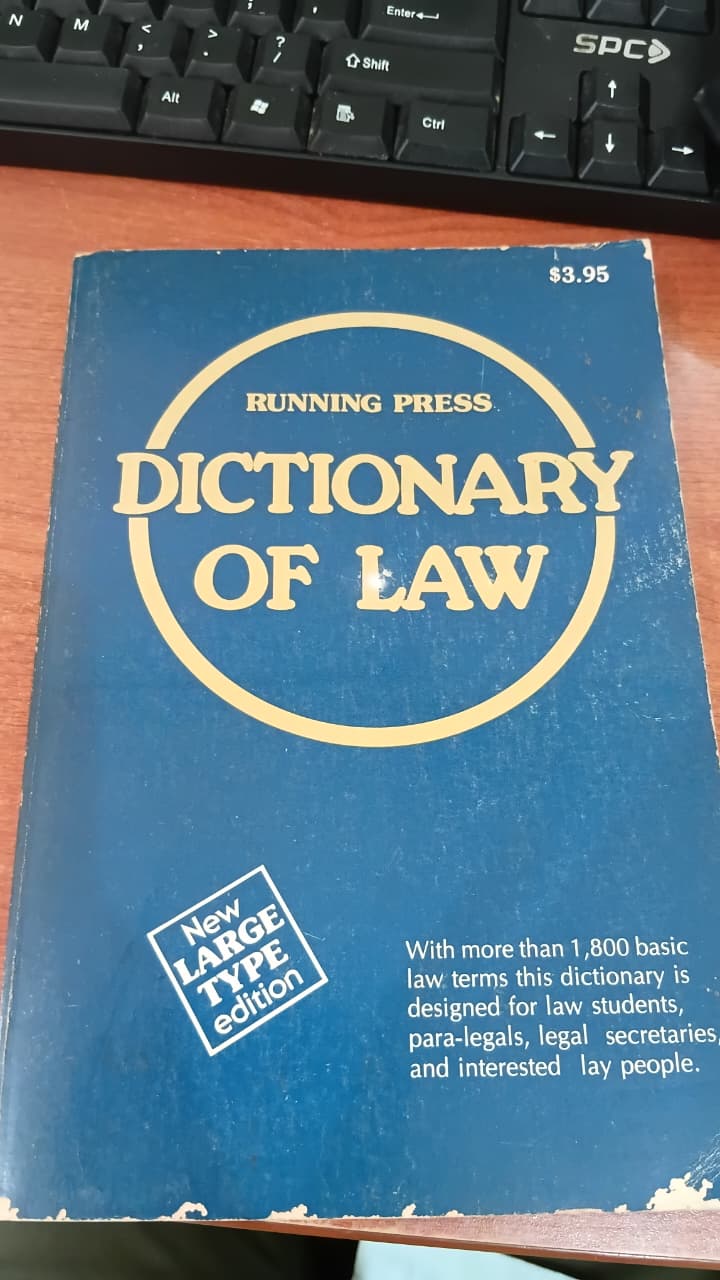 N
M
<
,
>
.
?
/
Enter
Shift
Alt
Ctrl
SPC
$3.95
RUNNING PRESS
DICTIONARY
OF LAW
New
LARGE
TYPE
edition
With more than 1,800 basic
law terms this dictionary is
designed for law students,
para-legals, legal secretaries,
and interested lay people.